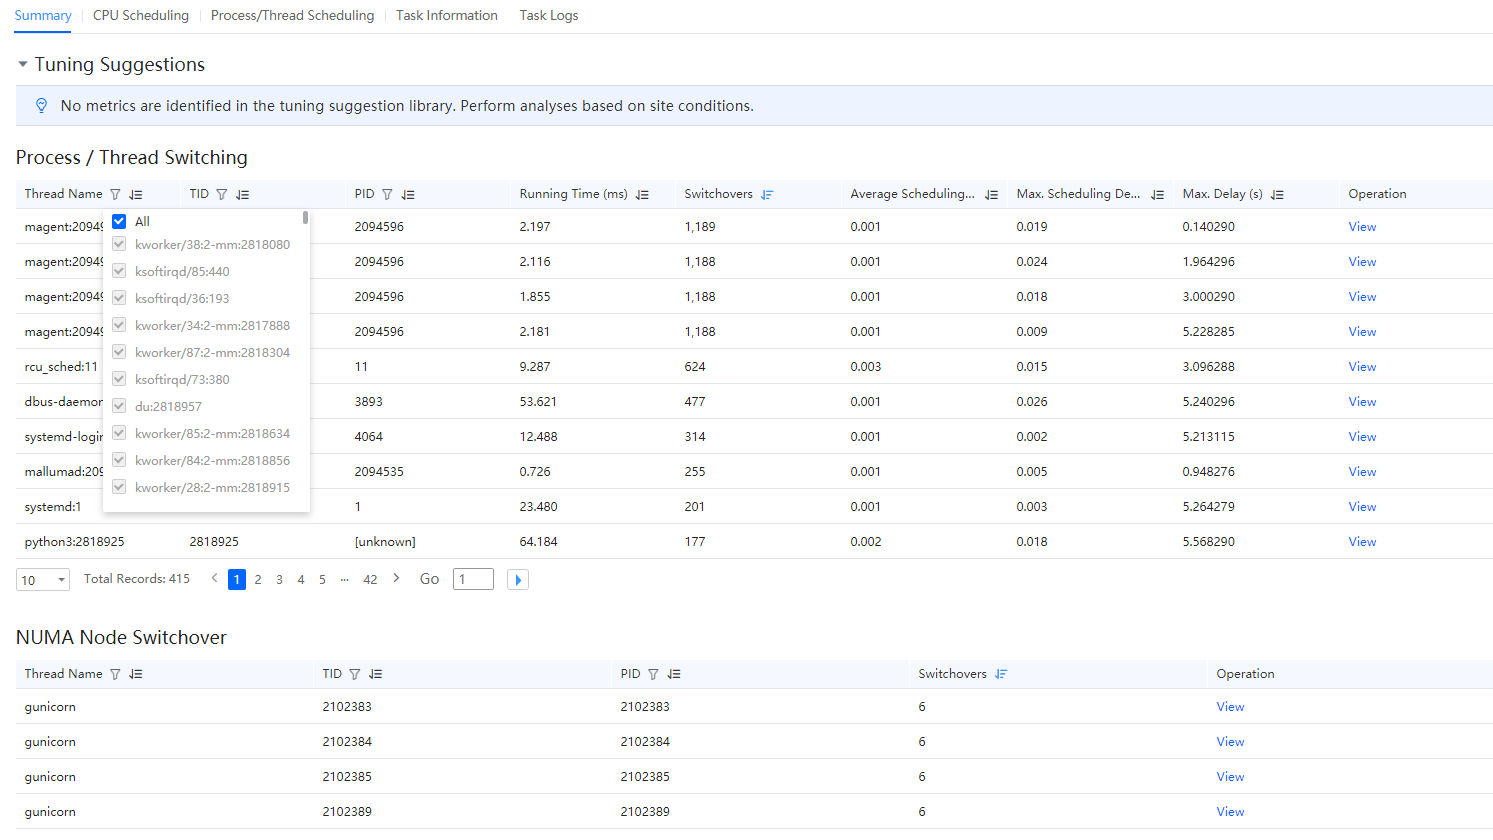 Summary CPU Scheduling Process/Thread Scheduling Task Information Task Logs
Tuning Suggestions
No metrics are identified in the tuning suggestion library. Perform analyses based on site conditions.
Process / Thread Switching
Thread Name TID PID Running Time (ms) Switchovers Average Scheduling... Max. Scheduling De... Max. Delay (s) Operation
magent:20949 2094596 2.197 1,189 0.001 0.019 0.140290 View
magent:20949 2094596 2.116 1,188 0.001 0.024 1.964296 View
magent:20949 2094596 1.855 1,188 0.001 0.018 3.000290 View
magent:20949 2094596 2.181 1,188 0.001 0.009 5.228285 View
rcu_sched:11 11 9.287 624 0.003 0.015 3.096288 View
dbus-daemon 3893 53.621 477 0.001 0.026 5.240296 View
systemd-login 4064 12.488 314 0.001 0.002 5.213115 View
mallumad:209 2094535 0.726 255 0.001 0.005 0.948276 View
systemd:1 1 23.480 201 0.001 0.003 5.264279 View
python3:2818925 2818925 [unknown] 64.184 177 0.002 0.018 5.568290 View
All
kworker/38:2-mm:2818080
ksoftirqd/85:440
ksoftirqd/36:193
kworker/34:2-mm:2817888
kworker/87:2-mm:2818304
ksoftirqd/73:380
du:2818957
kworker/85:2-mm:2818634
kworker/84:2-mm:2818856
kworker/28:2-mm:2818915
10 Total Records: 415 1 2 3 4 5 ... 42 Go 1
NUMA Node Switchover
Thread Name TID PID Switchovers Operation
gunicorn 2102383 2102383 6 View
gunicorn 2102384 2102384 6 View
gunicorn 2102385 2102385 6 View
gunicorn 2102389 2102389 6 View